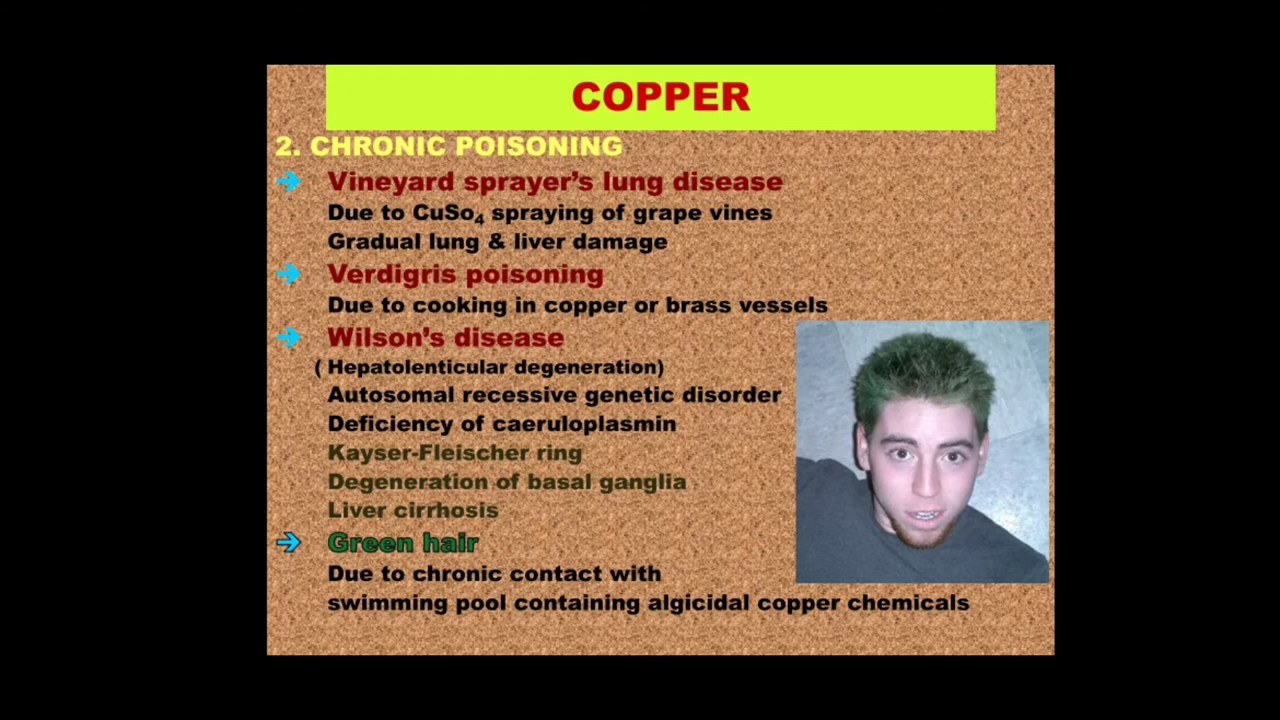 COPPER
2. CHRONIC POISONING
➔ Vineyard sprayer’s lung disease
Due to CuSo₄ spraying of grape vines
Gradual lung & liver damage
➔ Verdigris poisoning
Due to cooking in copper or brass vessels
➔ Wilson’s disease
( Hepatolenticular degeneration)
Autosomal recessive genetic disorder
Deficiency of caeruloplasmin
Kayser-Fleischer ring
Degeneration of basal ganglia
Liver cirrhosis
➔ Green hair
Due to chronic contact with
swimming pool containing algicidal copper chemicals